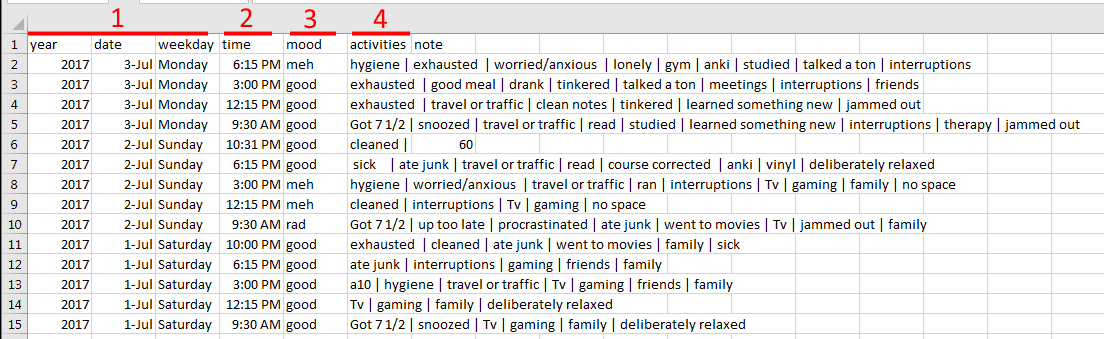 1 2 3 4
1 year date weekday time mood activities note
2 2017 3-Jul Monday 6:15 PM meh hygiene | exhausted | worried/anxious | lonely | gym | anki | studied | talked a ton | interruptions
3 2017 3-Jul Monday 3:00 PM good exhausted | good meal | drank | tinkered | talked a ton | meetings | interruptions | friends
4 2017 3-Jul Monday 12:15 PM good exhausted | travel or traffic | clean notes | tinkered | learned something new | jammed out
5 2017 3-Jul Monday 9:30 AM good Got 7 1/2 | snoozed | travel or traffic | read | studied | learned something new | interruptions | therapy | jammed out
6 2017 2-Jul Sunday 10:31 PM good cleaned | 60
7 2017 2-Jul Sunday 6:15 PM good sick | ate junk | travel or traffic | read | course corrected | anki | vinyl | deliberately relaxed
8 2017 2-Jul Sunday 3:00 PM meh hygiene | worried/anxious | travel or traffic | ran | interruptions | Tv | gaming | family | no space
9 2017 2-Jul Sunday 12:15 PM meh cleaned | interruptions | Tv | gaming | no space
10 2017 2-Jul Sunday 9:30 AM rad Got 7 1/2 | up too late | procrastinated | ate junk | went to movies | Tv | jammed out | family
11 2017 1-Jul Saturday 10:00 PM good exhausted | cleaned | ate junk | went to movies | family | sick
12 2017 1-Jul Saturday 6:15 PM good ate junk | interruptions | gaming | friends | family
13 2017 1-Jul Saturday 3:00 PM good a10 | hygiene | travel or traffic | Tv | gaming | friends | family
14 2017 1-Jul Saturday 12:15 PM good Tv | gaming | family | deliberately relaxed
15 2017 1-Jul Saturday 9:30 AM good Got 7 1/2 | snoozed | Tv | gaming | family | deliberately relaxed